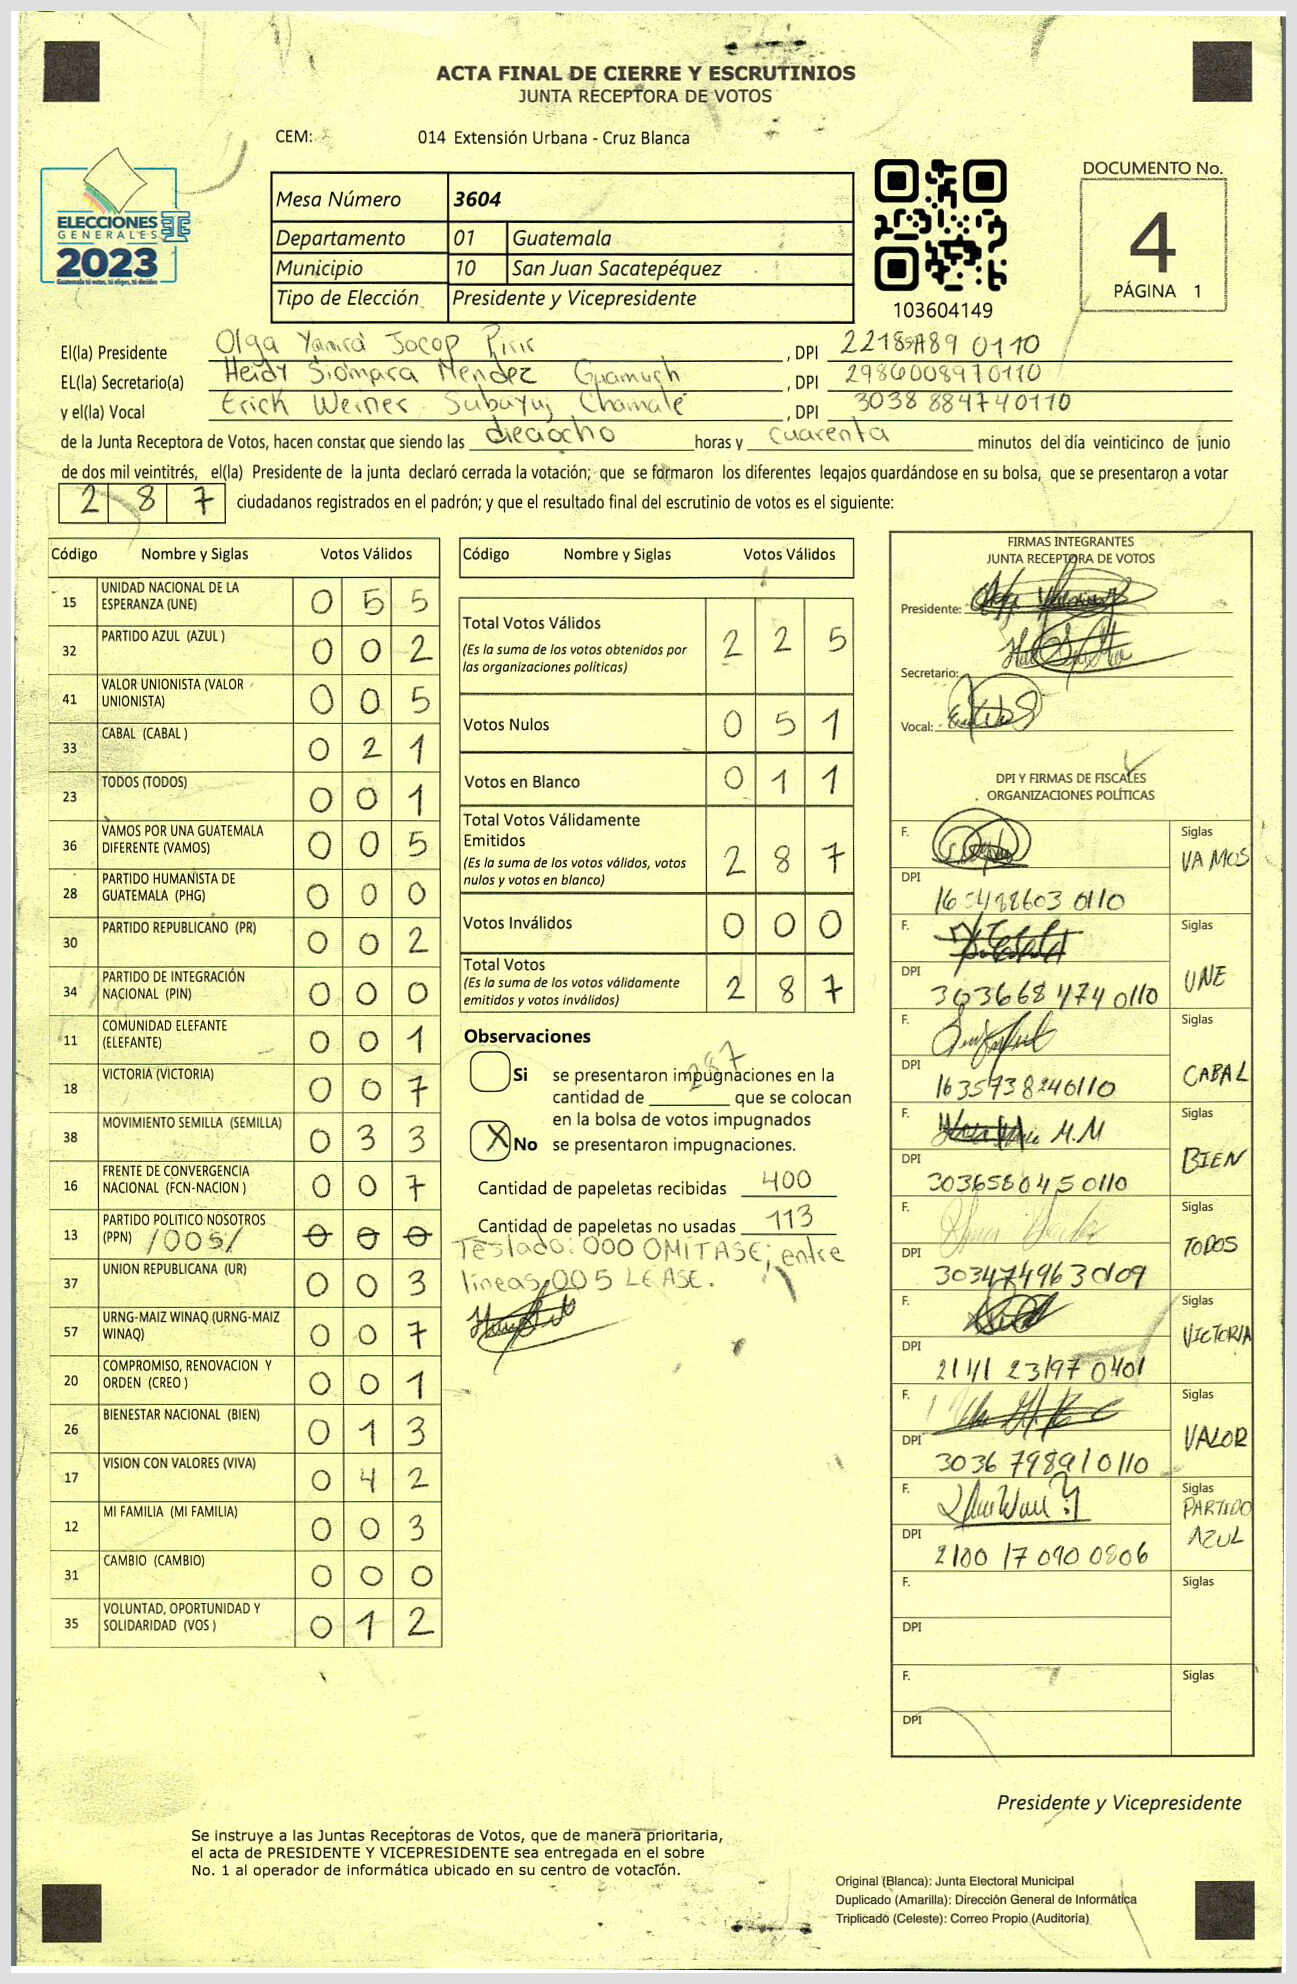 ACTA FINAL DE CIERRE Y ESCRUTINIOS
JUNTA RECEPTORA DE VOTOS
CEM: 014 Extensión Urbana - Cruz Blanca
ELECCIONES
GENERALES
2023
Guatemala tú votas, tú eliges, tú decides
Mesa Número 3604
Departamento 01 Guatemala
Municipio 10 San Juan Sacatepéquez
Tipo de Elección Presidente y Vicepresidente
103604149
DOCUMENTO No.
4
PÁGINA 1
El(la) Presidente Olga Yanira Jocop Pirir , DPI 0110
EL(la) Secretario(a) Heidy Siomara Mendez Guamuch , DPI 2986008970110
y el(la) Vocal Erick Weiner Subuyuj Chamalé , DPI 3038 884740110
de la Junta Receptora de Votos, hacen constar que siendo las dieciocho horas y cuarenta minutos del día veinticinco de junio
de dos mil veintitrés, el(la) Presidente de la junta declaró cerrada la votación; que se formaron los diferentes legajos quardándose en su bolsa, que se presentaron a votar
2 8 7 ciudadanos registrados en el padrón; y que el resultado final del escrutinio de votos es el siguiente:
Código Nombre y Siglas Votos Válidos
15 UNIDAD NACIONAL DE LA ESPERANZA (UNE) 0 5 5
32 PARTIDO AZUL (AZUL ) 0 0 2
41 VALOR UNIONISTA (VALOR UNIONISTA) 0 0 5
33 CABAL (CABAL ) 0 2 1
23 TODOS (TODOS) 0 0 1
36 VAMOS POR UNA GUATEMALA DIFERENTE (VAMOS) 0 0 5
28 PARTIDO HUMANISTA DE GUATEMALA (PHG) 0 0 0
30 PARTIDO REPUBLICANO (PR) 0 0 2
34 PARTIDO DE INTEGRACIÓN NACIONAL (PIN) 0 0 0
11 COMUNIDAD ELEFANTE (ELEFANTE) 0 0 1
18 VICTORIA (VICTORIA) 0 0 7
38 MOVIMIENTO SEMILLA (SEMILLA) 0 3 3
16 FRENTE DE CONVERGENCIA NACIONAL (FCN-NACION ) 0 0 7
13 PARTIDO POLITICO NOSOTROS (PPN) /005/ 0 0 0
37 UNION REPUBLICANA (UR) 0 0 3
57 URNG-MAIZ WINAQ (URNG-MAIZ WINAQ) 0 0 7
20 COMPROMISO, RENOVACION Y ORDEN (CREO ) 0 0 1
26 BIENESTAR NACIONAL (BIEN) 0 1 3
17 VISION CON VALORES (VIVA) 0 4 2
12 MI FAMILIA (MI FAMILIA) 0 0 3
31 CAMBIO (CAMBIO) 0 0 0
35 VOLUNTAD, OPORTUNIDAD Y SOLIDARIDAD (VOS ) 0 1 2
Código Nombre y Siglas Votos Válidos
Total Votos Válidos 2 2 5
(Es la suma de los votos obtenidos por
las organizaciones políticas)
Votos Nulos 0 5 1
Votos en Blanco 0 1 1
Total Votos Válidamente
Emitidos 2 8 7
(Es la suma de los votos válidos, votos
nulos y votos en blanco)
Votos Inválidos 0 0 0
Total Votos 2 8 7
(Es la suma de los votos válidamente
emitidos y votos inválidos)
Observaciones
Si se presentaron impugnaciones en la
cantidad de 287 que se colocan
en la bolsa de votos impugnados
X No se presentaron impugnaciones.
Cantidad de papeletas recibidas 400
Cantidad de papeletas no usadas 113
Testado: 000 OMITASE; entre
lineas, 005 LEASE.
FIRMAS INTEGRANTES
JUNTA RECEPTORA DE VOTOS
Presidente:
Secretario:
Vocal:
DPI Y FIRMAS DE FISCALES
ORGANIZACIONES POLÍTICAS
F. Siglas VAMOS
DPI 0110
F. Siglas UNE
DPI 303668 474 0110
F. Siglas CABAL
DPI 1635738240110
F. M.M Siglas BIEN
DPI 3036580450110
F. Siglas TODOS
DPI 3034749630109
F. Siglas VICTORIA
DPI 2141 23197 0401
F. Siglas VALOR
DPI 3036 798910110
F. Siglas PARTIDO AZUL
DPI 2100 17090 0806
F. Siglas
DPI
F. Siglas
DPI
Presidente y Vicepresidente
Se instruye a las Juntas Receptoras de Votos, que de manera prioritaria,
el acta de PRESIDENTE Y VICEPRESIDENTE sea entregada en el sobre
No. 1 al operador de informática ubicado en su centro de votación.
Original (Blanca): Junta Electoral Municipal
Duplicado (Amarilla): Dirección General de Informática
Triplicado (Celeste): Correo Propio (Auditoría)